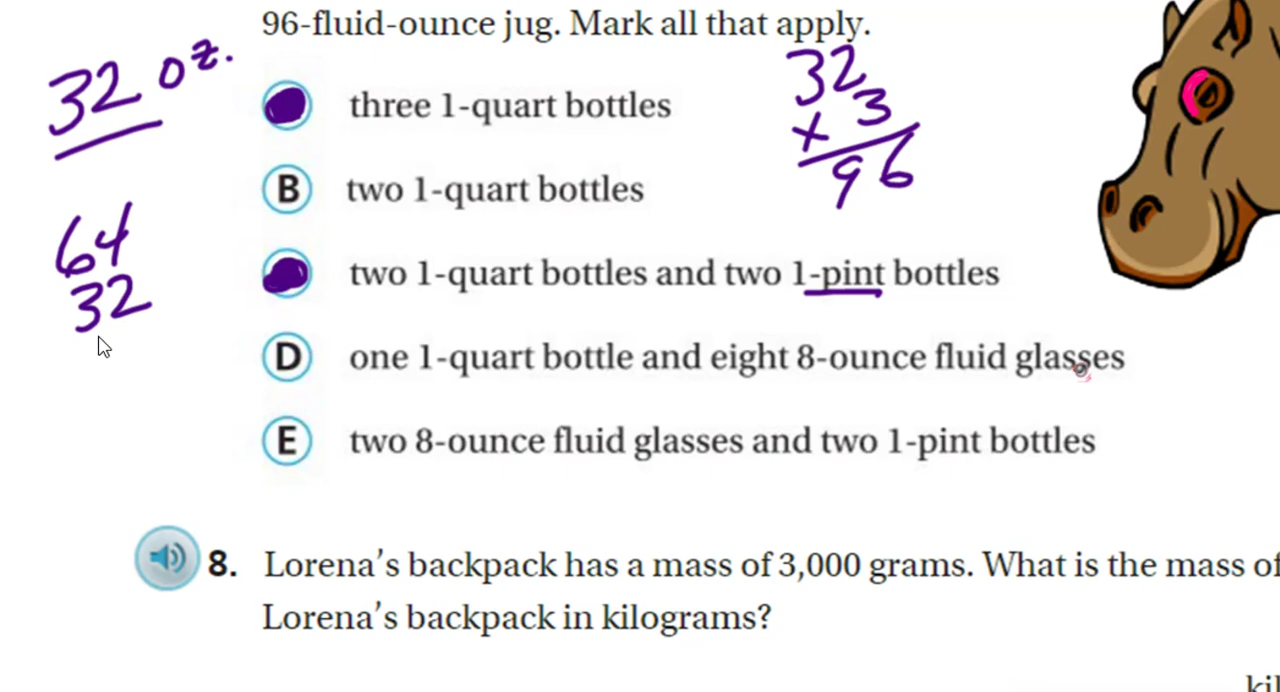 96-fluid-ounce jug. Mark all that apply.
32 oz.
32
x 3
96
three 1-quart bottles
B two 1-quart bottles
64
32
two 1-quart bottles and two 1-pint bottles
D one 1-quart bottle and eight 8-ounce fluid glasses
E two 8-ounce fluid glasses and two 1-pint bottles
8. Lorena’s backpack has a mass of 3,000 grams. What is the mass of
Lorena’s backpack in kilograms?